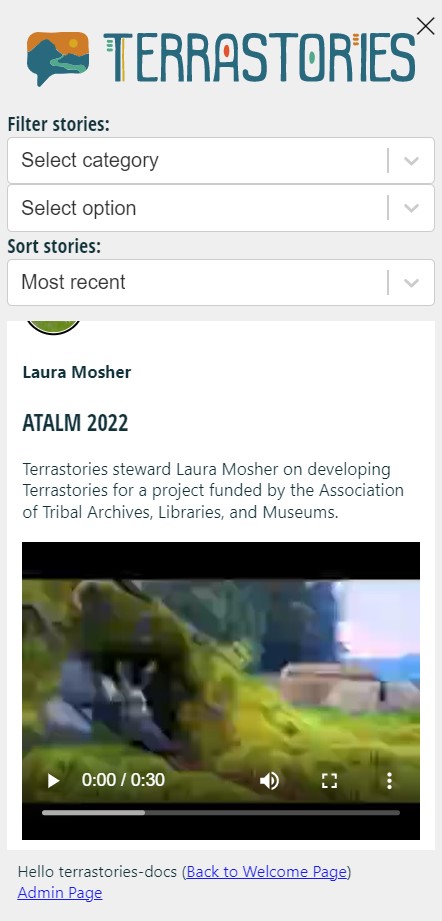 TERRASTORIES
Filter stories:
Select category
Select option
Sort stories:
Most recent
Laura Mosher
ATALM 2022
Terrastories steward Laura Mosher on developing
Terrastories for a project funded by the Association
of Tribal Archives, Libraries, and Museums.
0:00 / 0:30
Hello terrastories-docs (Back to Welcome Page)
Admin Page